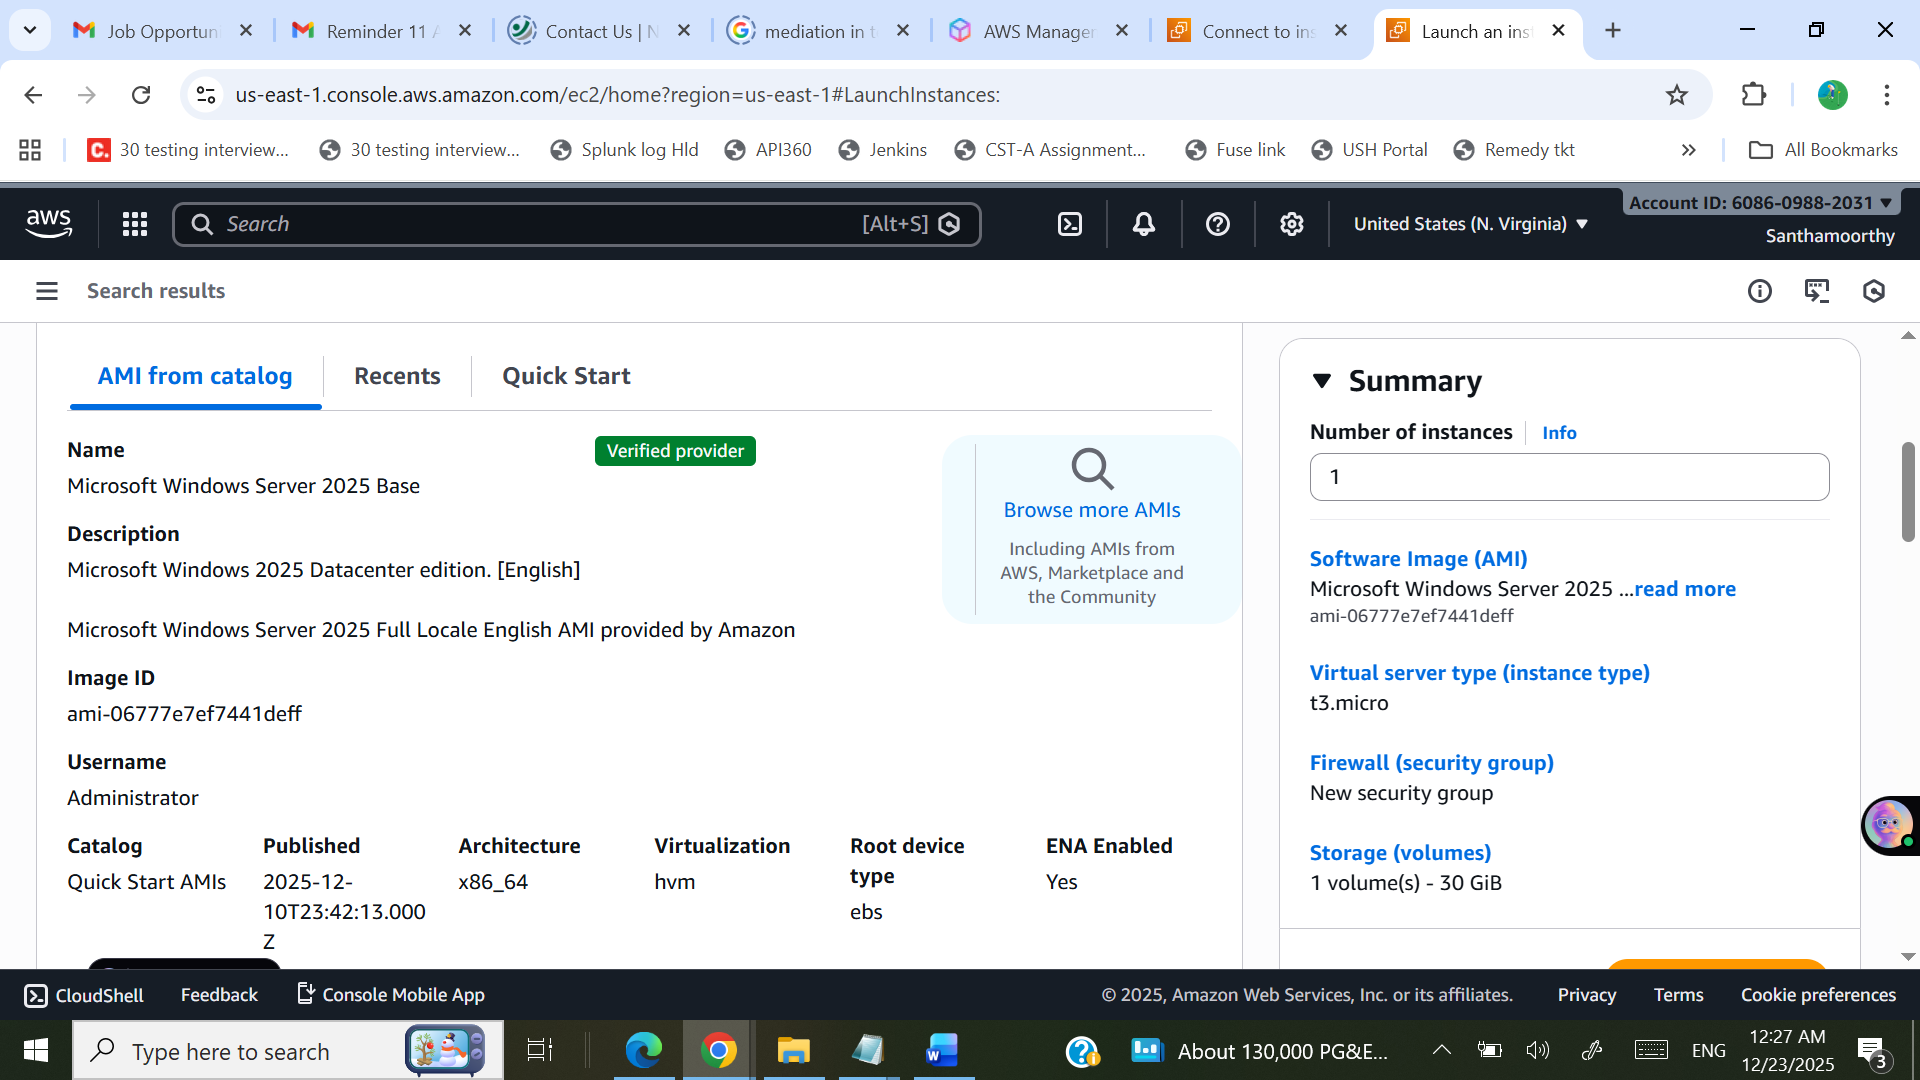 Job Opportun
Reminder 11 A
Contact Us | N
mediation in t
AWS Manager
Connect to ins
Launch an ins
us-east-1.console.aws.amazon.com/ec2/home?region=us-east-1#LaunchInstances:
C.
30 testing interview...
30 testing interview...
Splunk log Hld
API360
Jenkins
CST-A Assignment...
Fuse link
USH Portal
Remedy tkt
»
All Bookmarks
aws
Search
[Alt+S]
United States (N. Virginia) ▼
Account ID: 6086-0988-2031 ▼
Santhamoorthy
Search results
AMI from catalog
Recents
Quick Start
Name
Verified provider
Microsoft Windows Server 2025 Base
Description
Microsoft Windows 2025 Datacenter edition. [English]
Microsoft Windows Server 2025 Full Locale English AMI provided by Amazon
Image ID
ami-06777e7ef7441deff
Username
Administrator
Catalog
Quick Start AMIs
Published
2025-12-
10T23:42:13.000
Z
Architecture
x86_64
Virtualization
hvm
Root device
type
ebs
ENA Enabled
Yes
Browse more AMIs
Including AMIs from
AWS, Marketplace and
the Community
▼ Summary
Number of instances
Info
1
Software Image (AMI)
Microsoft Windows Server 2025 ...read more
ami-06777e7ef7441deff
Virtual server type (instance type)
t3.micro
Firewall (security group)
New security group
Storage (volumes)
1 volume(s) - 30 GiB
CloudShell
Feedback
Console Mobile App
© 2025, Amazon Web Services, Inc. or its affiliates.
Privacy
Terms
Cookie preferences
Type here to search
About 130,000 PG&E...
ENG
12:27 AM
12/23/2025
3